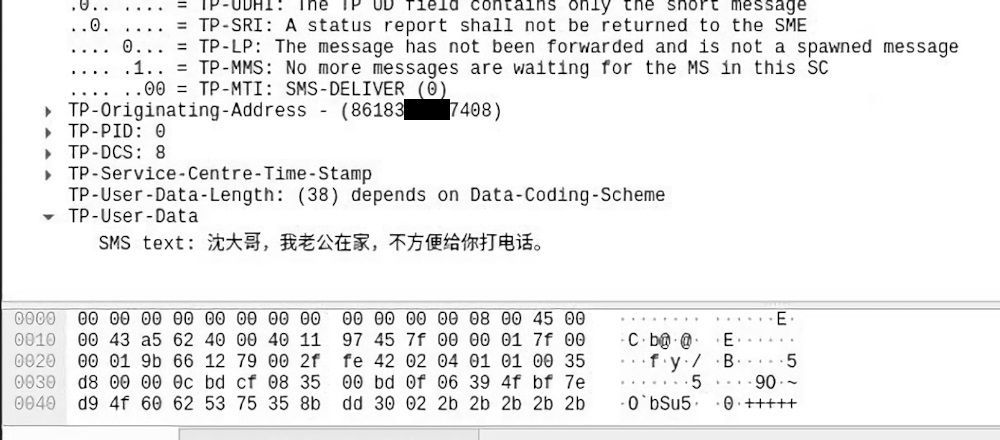 .0.. .... = TP-UDHI: The TP UD field contains only the short message
..0. .... = TP-SRI: A status report shall not be returned to the SME
.... 0... = TP-LP: The message has not been forwarded and is not a spawned message
.... .1.. = TP-MMS: No more messages are waiting for the MS in this SC
.... ..00 = TP-MTI: SMS-DELIVER (0)
TP-Originating-Address - (86183 7408)
TP-PID: 0
TP-DCS: 8
TP-Service-Centre-Time-Stamp
TP-User-Data-Length: (38) depends on Data-Coding-Scheme
TP-User-Data
SMS text: 沈大哥，我老公在家，不方便给你打电话。
0000 00 00 00 00 00 00 00 00 00 00 00 00 08 00 45 00 ········ ······E·
0010 00 43 a5 62 40 00 40 11 97 45 7f 00 00 01 7f 00 ·C·b@·@· ·E······
0020 00 01 9b 66 12 79 00 2f fe 42 02 04 01 01 00 35 ···f·y·/ ·B·····5
0030 d8 00 00 0c bd cf 08 35 00 bd 0f 06 39 4f bf 7e ·······5 ····9O·~
0040 d9 4f 60 62 53 75 35 8b dd 30 02 2b 2b 2b 2b 2b ·O`bSu5· ·0·+++++